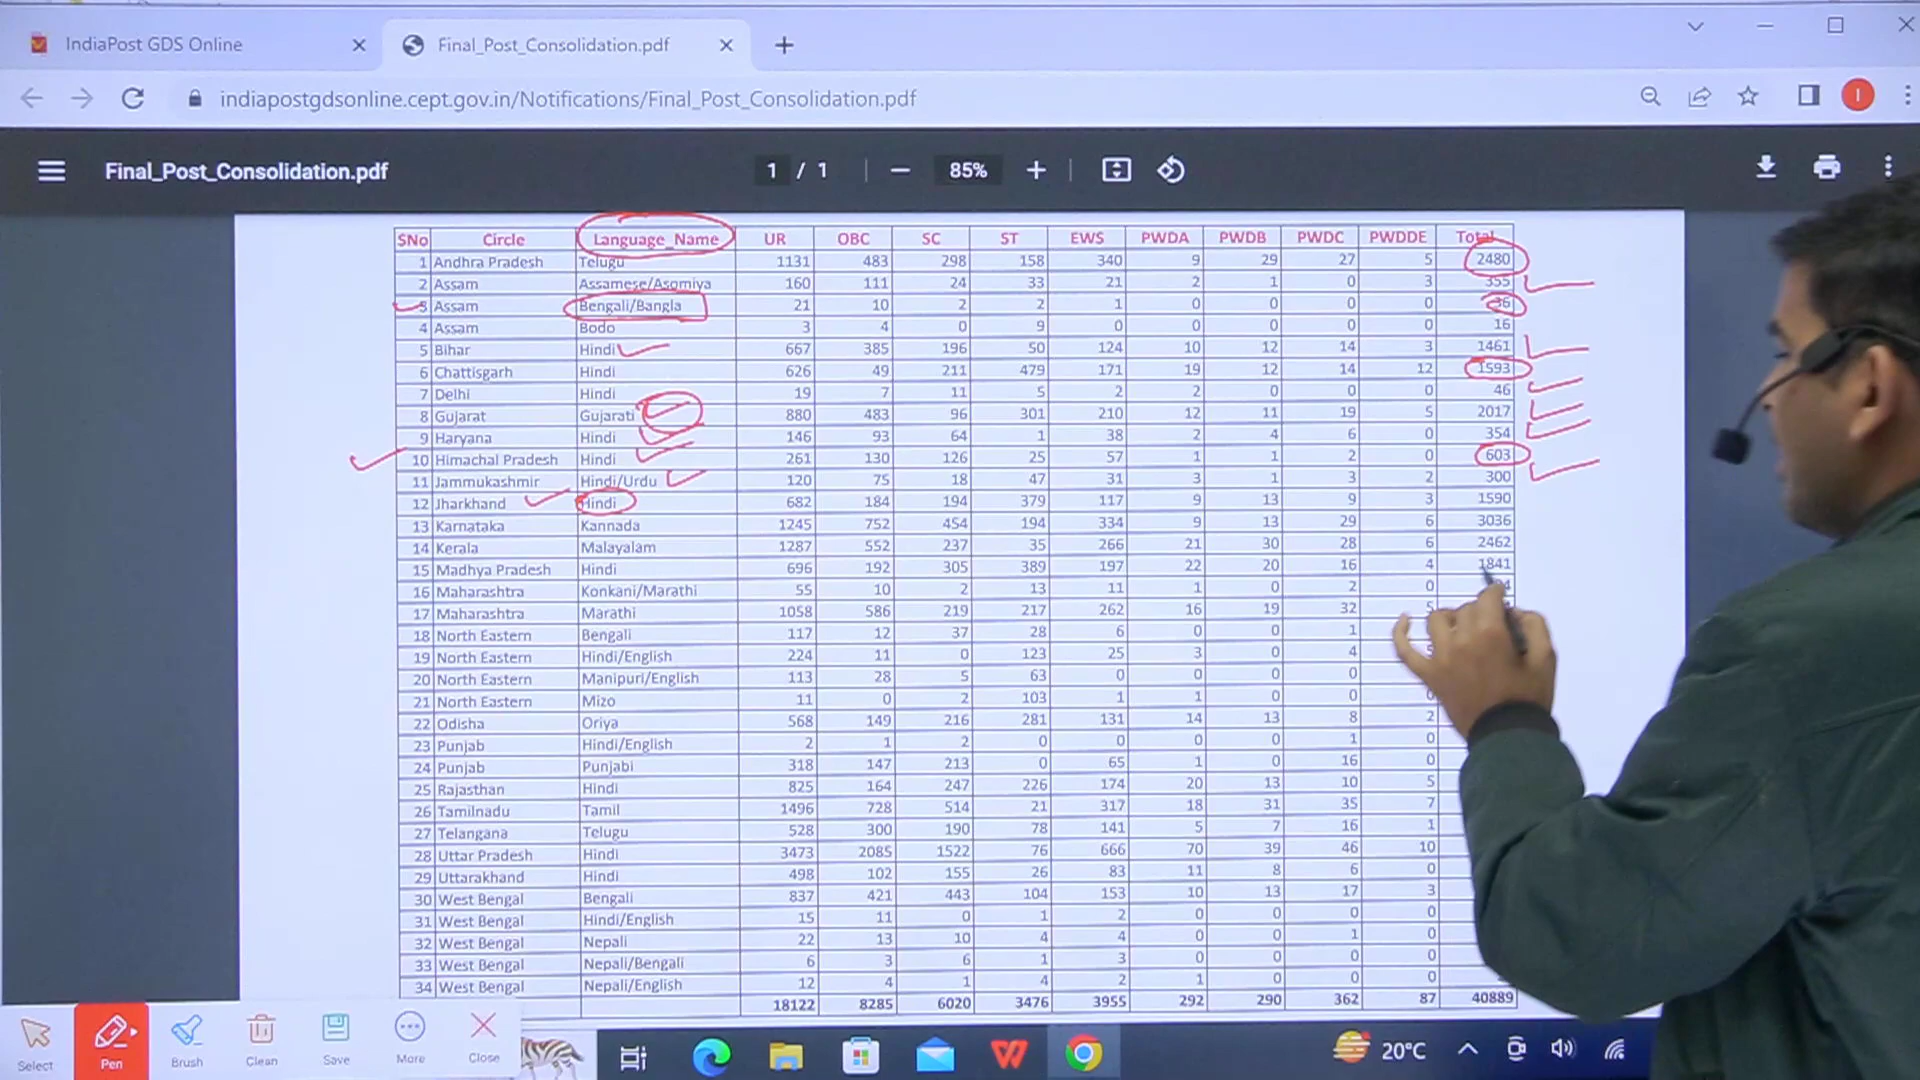 IndiaPost GDS Online
Final_Post_Consolidation.pdf
indiapostgdsonline.cept.gov.in/Notifications/Final_Post_Consolidation.pdf
I
Final_Post_Consolidation.pdf
1 / 1
85%
SNo Circle Language_Name UR OBC SC ST EWS PWDA PWDB PWDC PWDDE Total
1 Andhra Pradesh Telugu 1131 483 298 158 340 9 29 27 5 2480
2 Assam Assamese/Asomiya 160 111 24 33 21 2 1 0 3 355
3 Assam Bengali/Bangla 21 10 2 2 1 0 0 0 0 36
4 Assam Bodo 3 4 0 9 0 0 0 0 0 16
5 Bihar Hindi 667 385 196 50 124 10 12 14 3 1461
6 Chattisgarh Hindi 626 49 211 479 171 19 12 14 12 1593
7 Delhi Hindi 19 7 11 5 2 2 0 0 0 46
8 Gujarat Gujarati 880 483 96 301 210 12 11 19 5 2017
9 Haryana Hindi 146 93 64 1 38 2 4 6 0 354
10 Himachal Pradesh Hindi 261 130 126 25 57 1 1 2 0 603
11 Jammukashmir Hindi/Urdu 120 75 18 47 31 3 1 3 2 300
12 Jharkhand Hindi 682 184 194 379 117 9 13 9 3 1590
13 Karnataka Kannada 1245 752 454 194 334 9 13 29 6 3036
14 Kerala Malayalam 1287 552 237 35 266 21 30 28 6 2462
15 Madhya Pradesh Hindi 696 192 305 389 197 22 20 16 4 1841
16 Maharashtra Konkani/Marathi 55 10 2 13 11 1 0 2 0
17 Maharashtra Marathi 1058 586 219 217 262 16 19 32 5
18 North Eastern Bengali 117 12 37 28 6 0 0 1
19 North Eastern Hindi/English 224 11 0 123 25 3 0 4
20 North Eastern Manipuri/English 113 28 5 63 0 0 0 0
21 North Eastern Mizo 11 0 2 103 1 1 0 0 0
22 Odisha Oriya 568 149 216 281 131 14 13 8 2
23 Punjab Hindi/English 2 1 2 0 0 0 0 1 0
24 Punjab Punjabi 318 147 213 0 65 1 0 16 0
25 Rajasthan Hindi 825 164 247 226 174 20 13 10 5
26 Tamilnadu Tamil 1496 728 514 21 317 18 31 35 7
27 Telangana Telugu 528 300 190 78 141 5 7 16 1
28 Uttar Pradesh Hindi 3473 2085 1522 76 666 70 39 46 10
29 Uttarakhand Hindi 498 102 155 26 83 11 8 6 0
30 West Bengal Bengali 837 421 443 104 153 10 13 17 3
31 West Bengal Hindi/English 15 11 0 1 2 0 0 0 0
32 West Bengal Nepali 22 13 10 4 4 0 0 1 0
33 West Bengal Nepali/Bengali 6 3 6 1 3 0 0 0 0
34 West Bengal Nepali/English 12 4 1 4 2 1 0 0 0
18122 8285 6020 3476 3955 292 290 362 87 40889
Select Pen Brush Clean Save More Close
20°C